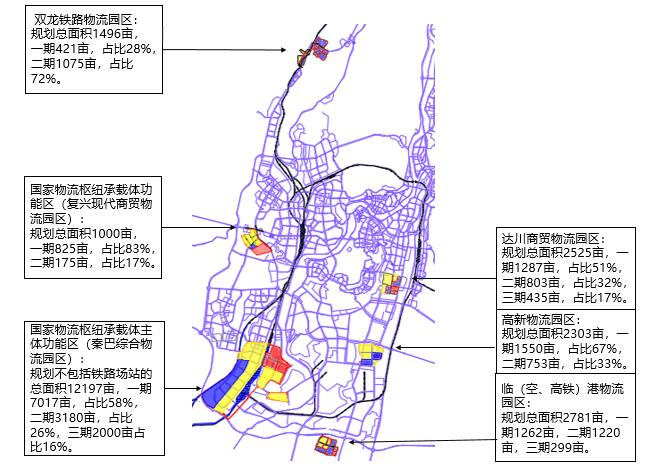 双龙铁路物流园区：
规划总面积1496亩，
一期421亩，占比28%，
二期1075亩，占比
72%。
国家物流枢纽承载体功
能区（复兴现代商贸物
流园区）：
规划总面积1000亩，
一期825亩，占比83%，
二期175亩，占比17%。
国家物流枢纽承载体主
体功能区（秦巴综合物
流园区）：
规划不包括铁路场站的
总面积12197亩，一期
7017亩，占比58%，
二期3180亩，占比
26%，三期2000亩占
比16%。
达川商贸物流园区：
规划总面积2525亩，一
期1287亩，占比51%，
二期803亩，占比32%，
三期435亩，占比17%。
高新物流园区：
规划总面积2303亩，一
期1550亩，占比67%，
二期753亩，占比33%。
临（空、高铁）港物流
园区：
规划总面积2781亩，一
期1262亩，二期1220
亩，三期299亩。